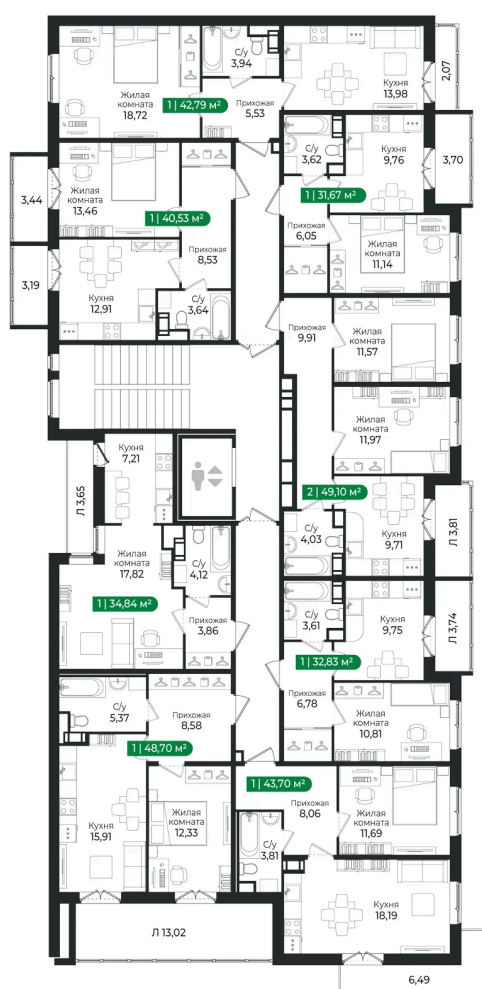 С/у
3,94
Жилая
комната
18,72
Кухня
13,98
2,07
1 | 42,79 м²
Прихожая
5,53
С/у
3,62
Кухня
9,76
3,70
Жилая
комната
13,46
3,44
1 | 31,67 м²
1 | 40,53 м²
Прихожая
6,05
Жилая
комната
11,14
Прихожая
8,53
3,19
Кухня
12,91
С/у
3,64
Прихожая
9,91
Жилая
комната
11,57
Жилая
комната
11,97
Кухня
7,21
Л 3,65
2 | 49,10 м²
Л 3,81
С/у
4,03
Кухня
9,71
Жилая
комната
17,82
С/у
4,12
1 | 34,84 м²
Прихожая
3,86
С/у
3,61
Кухня
9,75
Л 3,74
1 | 32,83 м²
Прихожая
6,78
Жилая
комната
10,81
С/у
5,37
Прихожая
8,58
1 | 48,70 м²
1 | 43,70 м²
Прихожая
8,06
Жилая
комната
11,69
Кухня
15,91
Жилая
комната
12,33
С/у
3,81
Кухня
18,19
Л 13,02
6,49